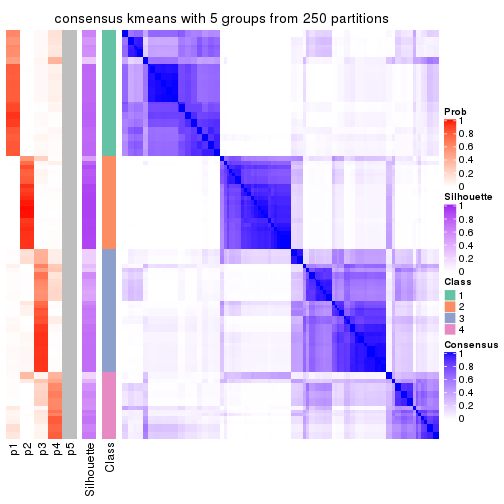 consensus kmeans with 5 groups from 250 partitions
Prob
1
0.8
0.6
0.4
0.2
0
Silhouette
1
0.8
0.6
0.4
0.2
0
Class
1
2
3
4
Consensus
1
0.8
0.6
0.4
0.2
0
p1
p2
p3
p4
p5
Silhouette
Class